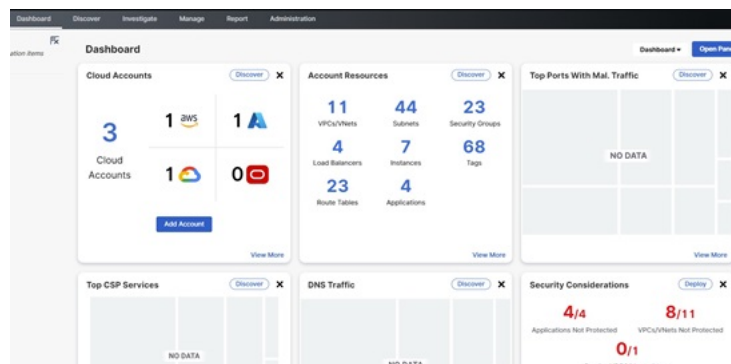 Dashboard Discover Investigate Manage Report Administration
ation items
Dashboard
Dashboard
Open Pan
Cloud Accounts Discover
3
Cloud
Accounts
1 aws
1
1
0
Add Account
View More
Account Resources Discover
11 44 23
VPCs/VNets Subnets Security Groups
4 7 68
Load Balancers Instances Tags
23 4
Route Tables Applications
View More
Top Ports With Mal. Traffic Discover
NO DATA
View More
Top CSP Services Discover
NO DATA
DNS Traffic Discover
NO DATA
Security Considerations Deploy
4/4 8/11
Applications Not Protected VPCs/VNets Not Protected
0/1